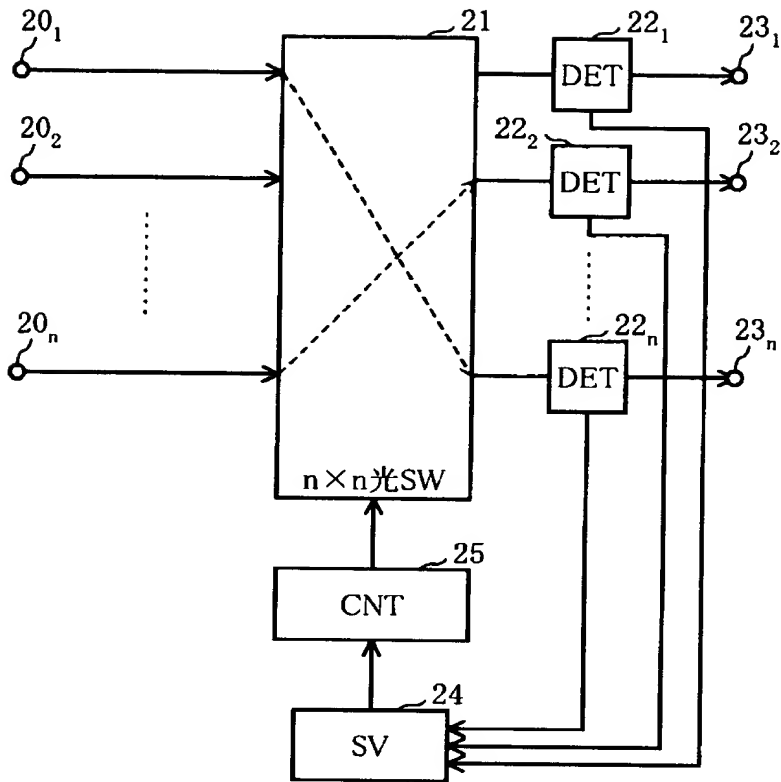 20₁
21
22₁
23₁
DET
20₂
22₂
23₂
DET
20ₙ
22ₙ
23ₙ
DET
n×n光SW
25
CNT
24
SV